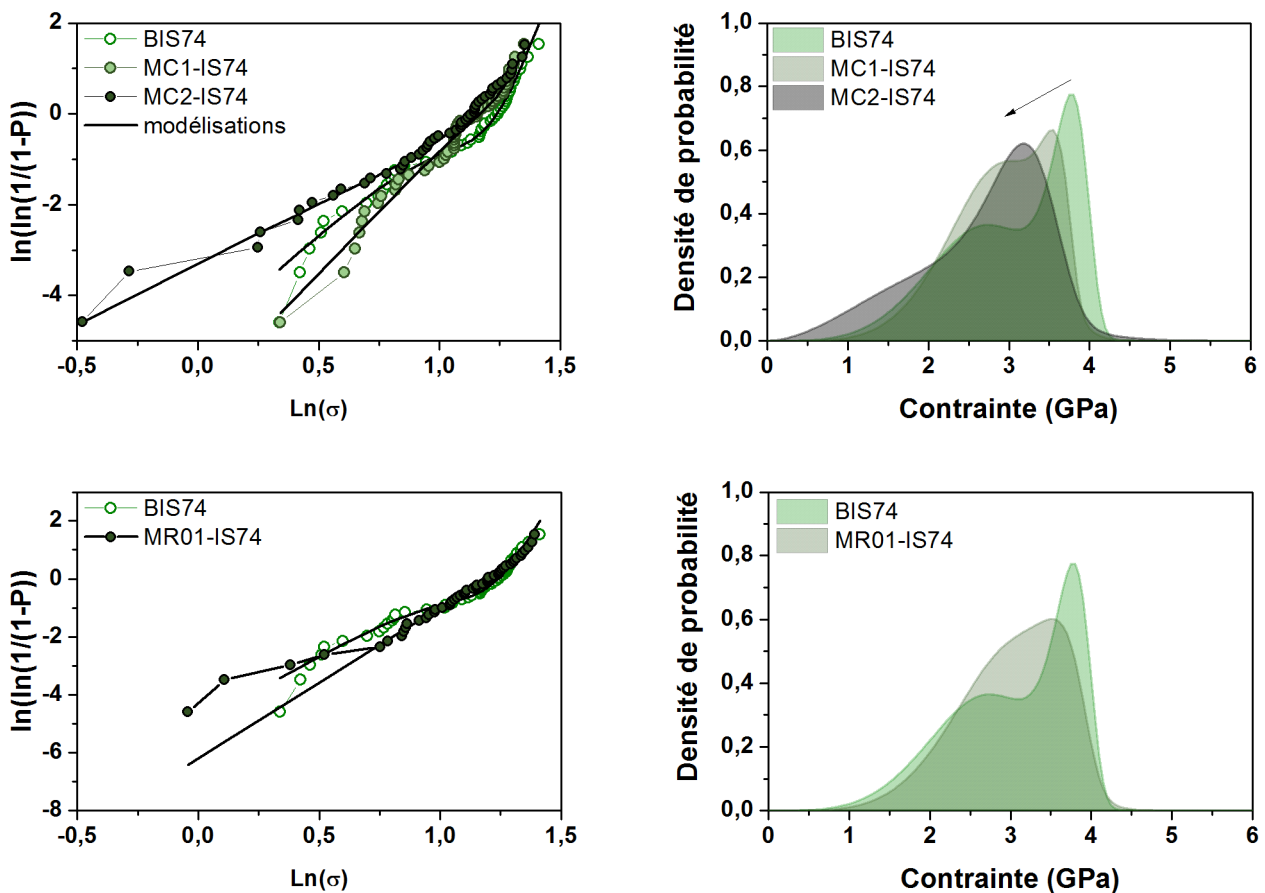 BIS74
MC1-IS74
MC2-IS74
modélisations
ln(ln(1/(1-P))
2
0
-2
-4
-0,5 0,0 0,5 1,0 1,5
Ln(σ)
BIS74
MC1-IS74
MC2-IS74
Densité de probabilité
1,0
0,8
0,6
0,4
0,2
0,0
0 1 2 3 4 5 6
Contrainte (GPa)
BIS74
MR01-IS74
ln(ln(1/(1-P))
2
0
-2
-4
-6
-8
-0,5 0,0 0,5 1,0 1,5
Ln(σ)
BIS74
MR01-IS74
Densité de probabilité
1,0
0,8
0,6
0,4
0,2
0,0
0 1 2 3 4 5 6
Contrainte (GPa)